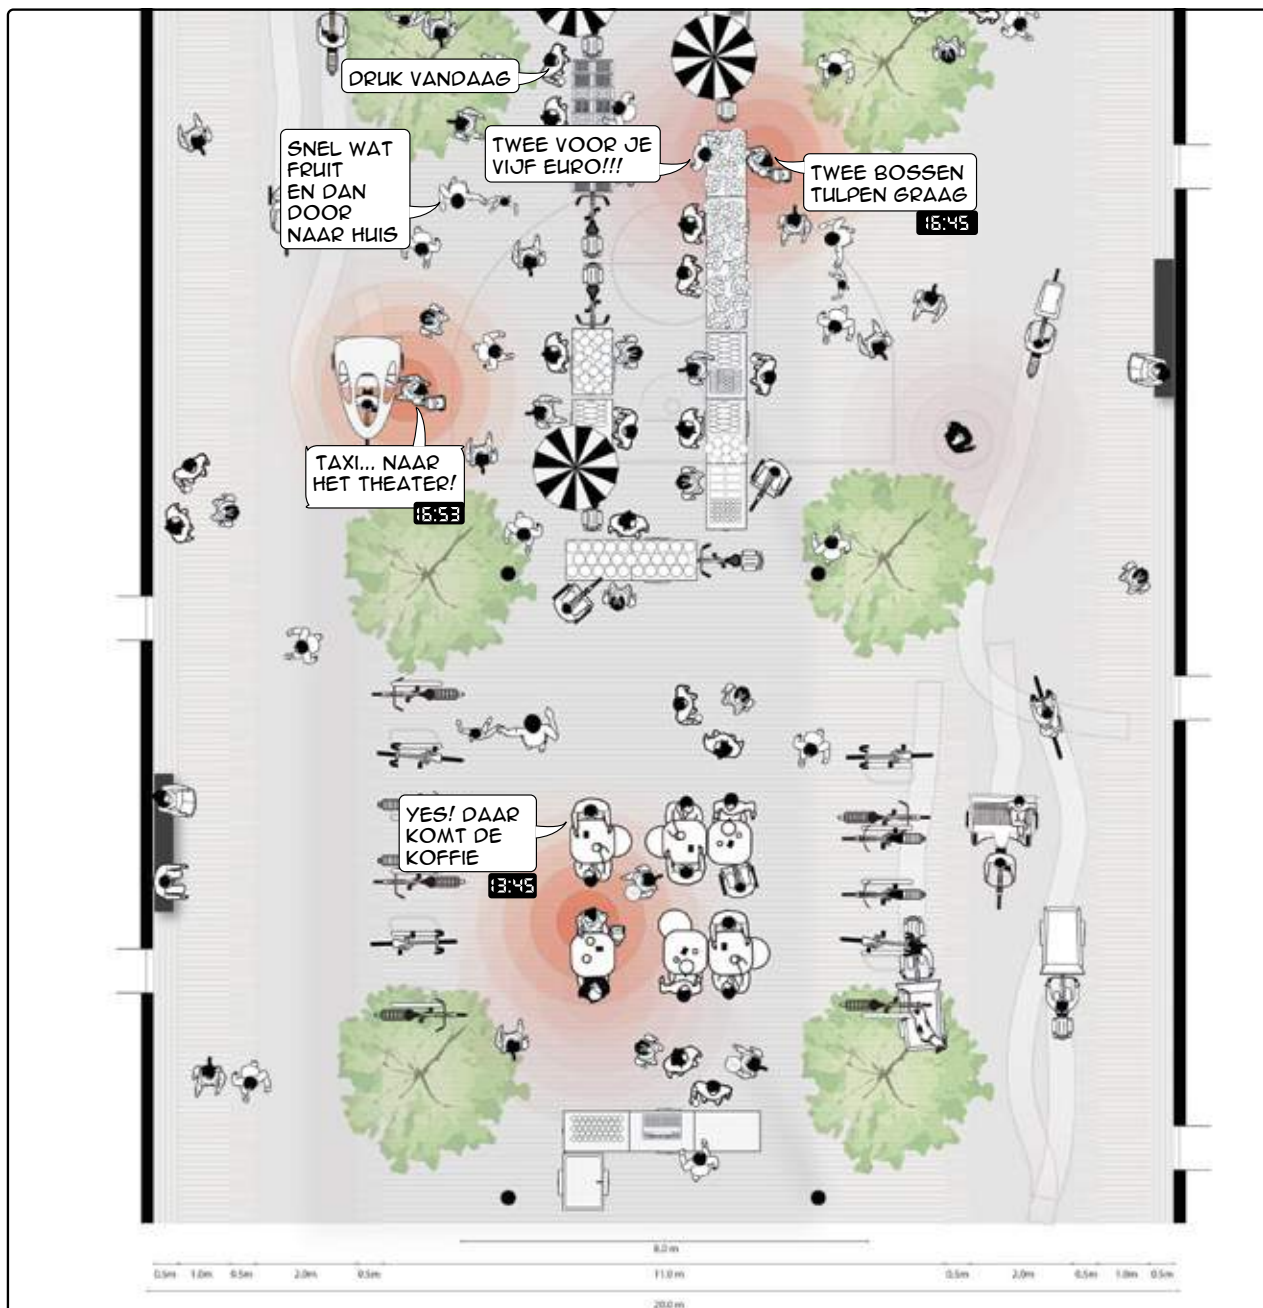 DRUK VANDAAG
SNEL WAT
FRUIT
EN DAN
DOOR
NAAR HUIS
TWEE VOOR JE
VIJF EURO!!!
TWEE BOSSEN
TULPEN GRAAG
16:45
TAXI... NAAR
HET THEATER!
16:53
YES! DAAR
KOMT DE
KOFFIE
13:45
8.0 m
0.5m 1.0m 0.5m 2.0m 0.5m 11.0 m 0.5m 2.0m 0.5m 1.0m 0.5m
20.0 m